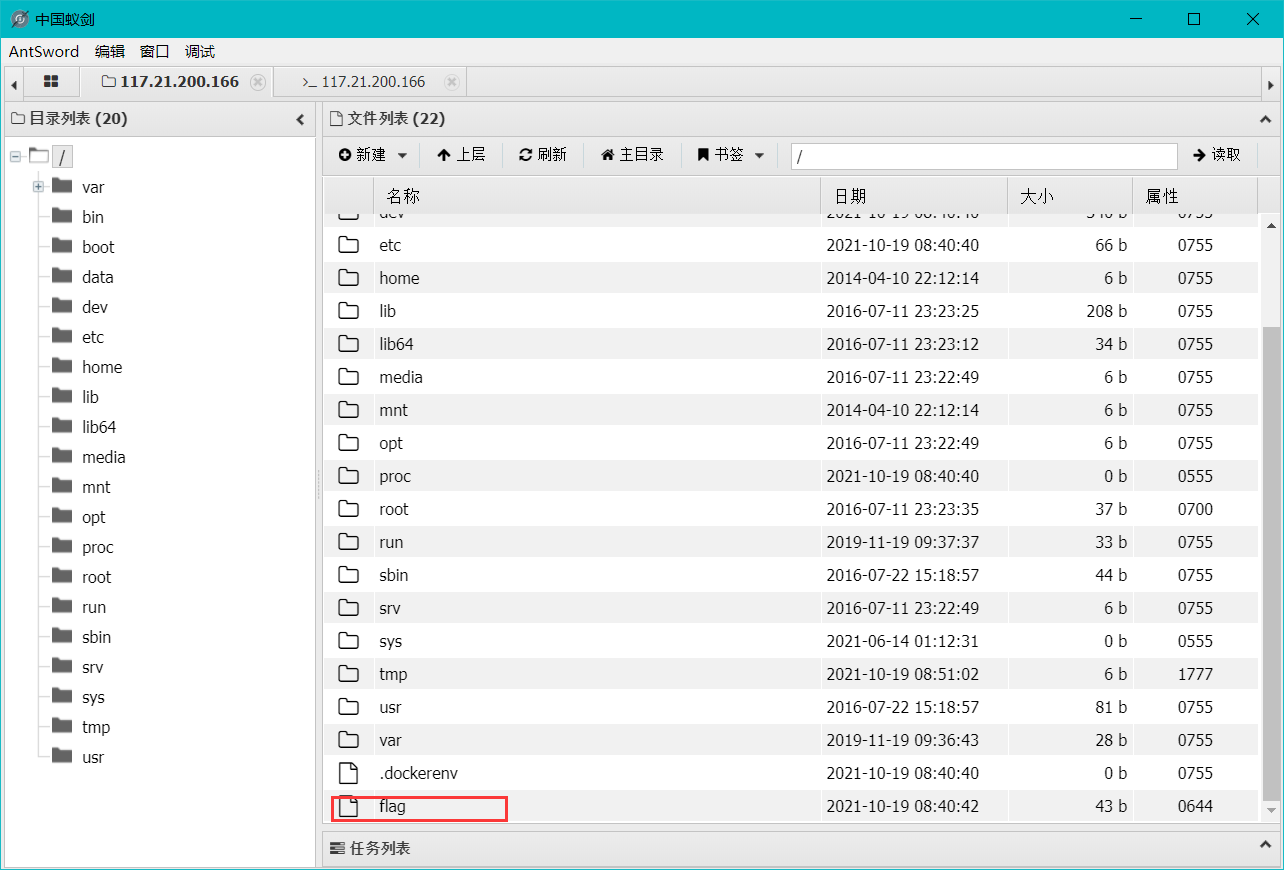 中国蚁剑
AntSword 编辑 窗口 调试
117.21.200.166 >_ 117.21.200.166
目录列表 (20)
/
var
bin
boot
data
dev
etc
home
lib
lib64
media
mnt
opt
proc
root
run
sbin
srv
sys
tmp
usr
文件列表 (22)
新建 上层 刷新 主目录 书签 / 读取
名称 日期 大小 属性
dev 2021-10-19 08:40:40 340 b 0755
etc 2021-10-19 08:40:40 66 b 0755
home 2014-04-10 22:12:14 6 b 0755
lib 2016-07-11 23:23:25 208 b 0755
lib64 2016-07-11 23:23:12 34 b 0755
media 2016-07-11 23:22:49 6 b 0755
mnt 2014-04-10 22:12:14 6 b 0755
opt 2016-07-11 23:22:49 6 b 0755
proc 2021-10-19 08:40:40 0 b 0555
root 2016-07-11 23:23:35 37 b 0700
run 2019-11-19 09:37:37 33 b 0755
sbin 2016-07-22 15:18:57 44 b 0755
srv 2016-07-11 23:22:49 6 b 0755
sys 2021-06-14 01:12:31 0 b 0555
tmp 2021-10-19 08:51:02 6 b 1777
usr 2016-07-22 15:18:57 81 b 0755
var 2019-11-19 09:36:43 28 b 0755
.dockerenv 2021-10-19 08:40:40 0 b 0755
flag 2021-10-19 08:40:42 43 b 0644
任务列表